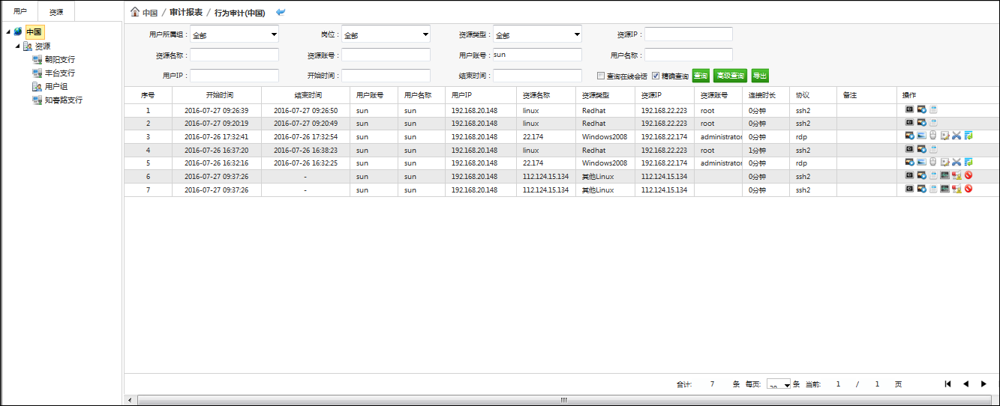 用户 资源
中国
资源
朝阳支行
丰台支行
用户组
知春路支行
中国 / 审计报表 / 行为审计(中国)
用户所属组： 全部 岗位： 全部 资源类型： 全部 资源IP：
资源名称： 资源账号： 用户账号： sun 用户名称：
用户IP： 开始时间： 结束时间： 查询在线会话 精确查询 查询 高级查询 导出
序号 开始时间 结束时间 用户账号 用户名称 用户IP 资源名称 资源类型 资源IP 资源账号 连接时长 协议 备注 操作
1 2016-07-27 09:26:39 2016-07-27 09:26:50 sun sun 192.168.20.148 linux Redhat 192.168.22.223 root 0分钟 ssh2
2 2016-07-27 09:20:19 2016-07-27 09:20:49 sun sun 192.168.20.148 linux Redhat 192.168.22.223 root 0分钟 ssh2
3 2016-07-26 17:32:41 2016-07-26 17:32:54 sun sun 192.168.20.148 22.174 Windows2008 192.168.22.174 administrator 0分钟 rdp
4 2016-07-26 16:37:20 2016-07-26 16:38:23 sun sun 192.168.20.148 linux Redhat 192.168.22.223 root 1分钟 ssh2
5 2016-07-26 16:32:16 2016-07-26 16:32:25 sun sun 192.168.20.148 22.174 Windows2008 192.168.22.174 administrator 0分钟 rdp
6 2016-07-27 09:37:26 - sun sun 192.168.20.148 112.124.15.134 其他Linux 112.124.15.134 0分钟 ssh2
7 2016-07-27 09:37:26 - sun sun 192.168.20.148 112.124.15.134 其他Linux 112.124.15.134 0分钟 ssh2
合计: 7 条 每页: 20 条 当前: 1 / 1 页